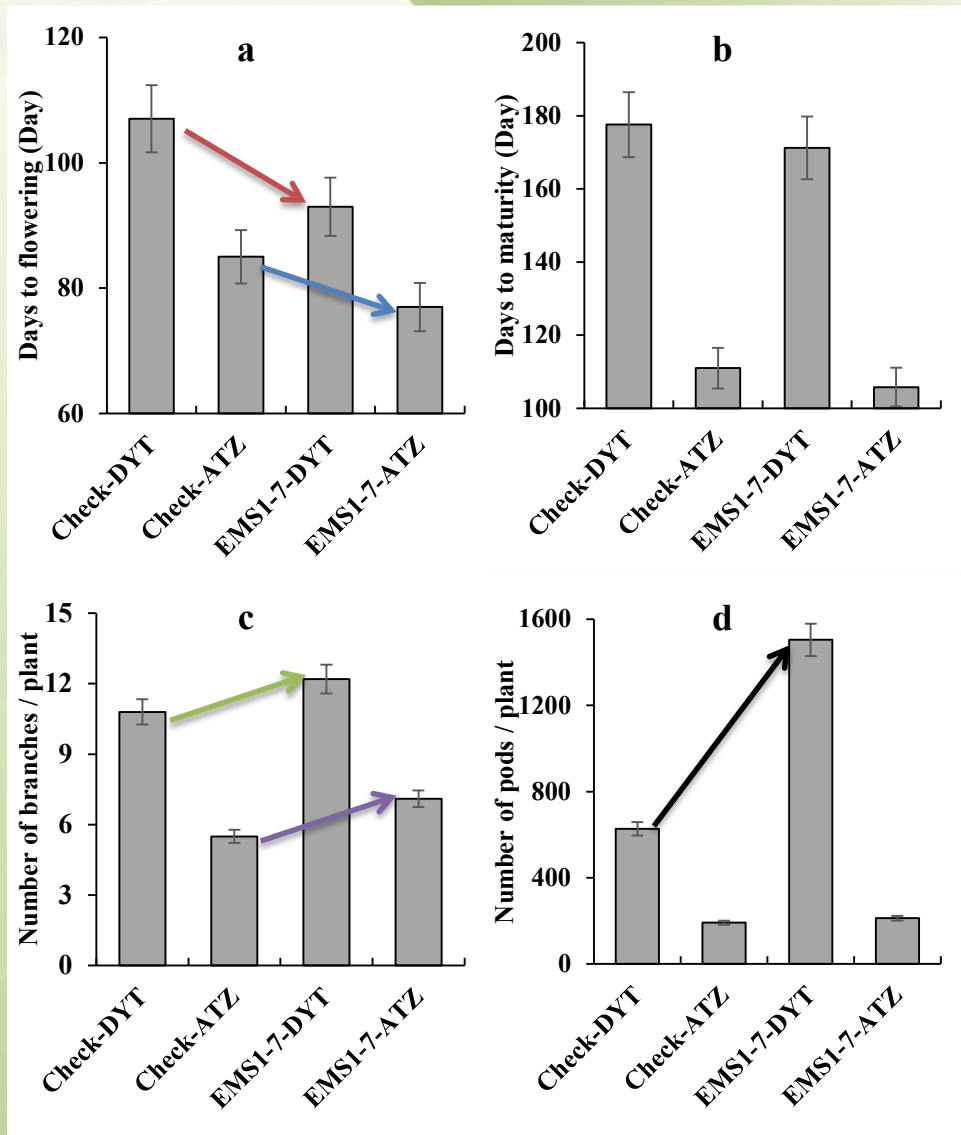 a
Days to flowering (Day)
120
100
80
60
Check-DYT
Check-ATZ
EMS1-7-DYT
EMS1-7-ATZ
b
Days to maturity (Day)
200
180
160
140
120
100
Check-DYT
Check-ATZ
EMS1-7-DYT
EMS1-7-ATZ
c
Number of branches / plant
15
12
9
6
3
0
Check-DYT
Check-ATZ
EMS1-7-DYT
EMS1-7-ATZ
d
Number of pods / plant
1600
1200
800
400
0
Check-DYT
Check-ATZ
EMS1-7-DYT
EMS1-7-ATZ